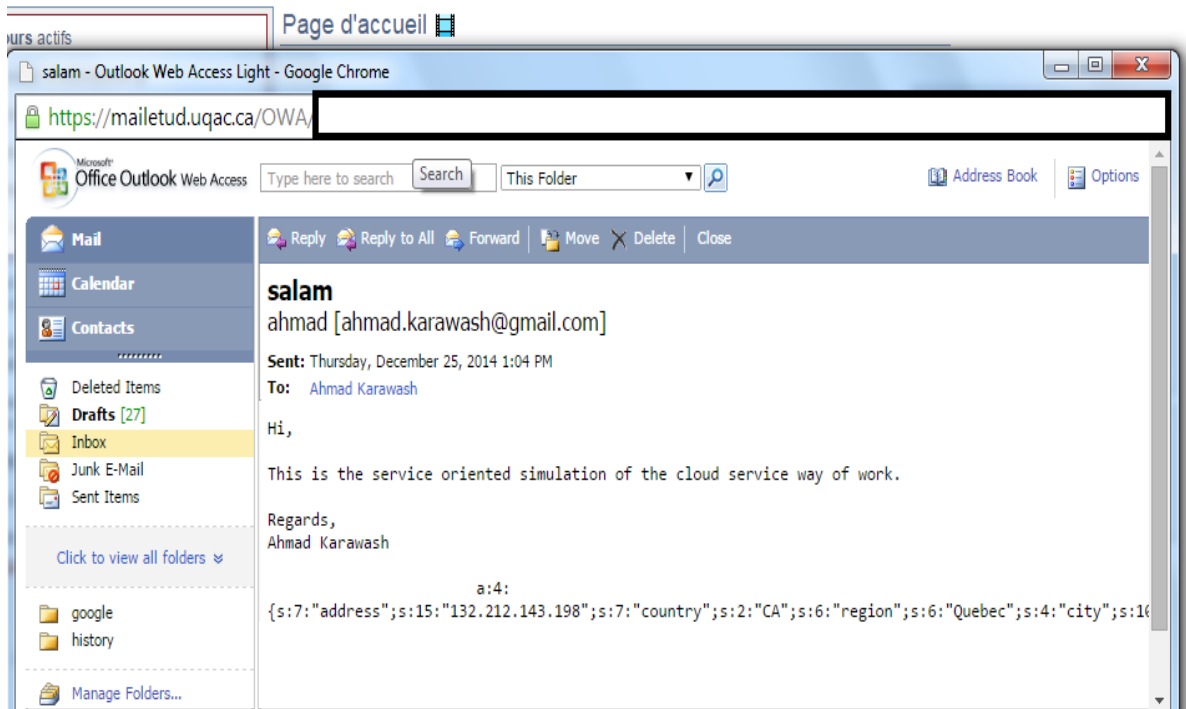 Page d'accueil
urs actifs
salam - Outlook Web Access Light - Google Chrome
https://mailetud.uqac.ca/OWA/
Microsoft®
Office Outlook Web Access
Type here to search
Search
This Folder
Address Book
Options
Mail
Calendar
Contacts
Reply Reply to All Forward Move Delete Close
salam
ahmad [ahmad.karawash@gmail.com]
Sent: Thursday, December 25, 2014 1:04 PM
To: Ahmad Karawash
Deleted Items
Drafts [27]
Inbox
Junk E-Mail
Sent Items
Click to view all folders
google
history
Manage Folders...
Hi,
This is the service oriented simulation of the cloud service way of work.
Regards,
Ahmad Karawash
a:4:
{s:7:"address";s:15:"132.212.143.198";s:7:"country";s:2:"CA";s:6:"region";s:6:"Quebec";s:4:"city";s:10